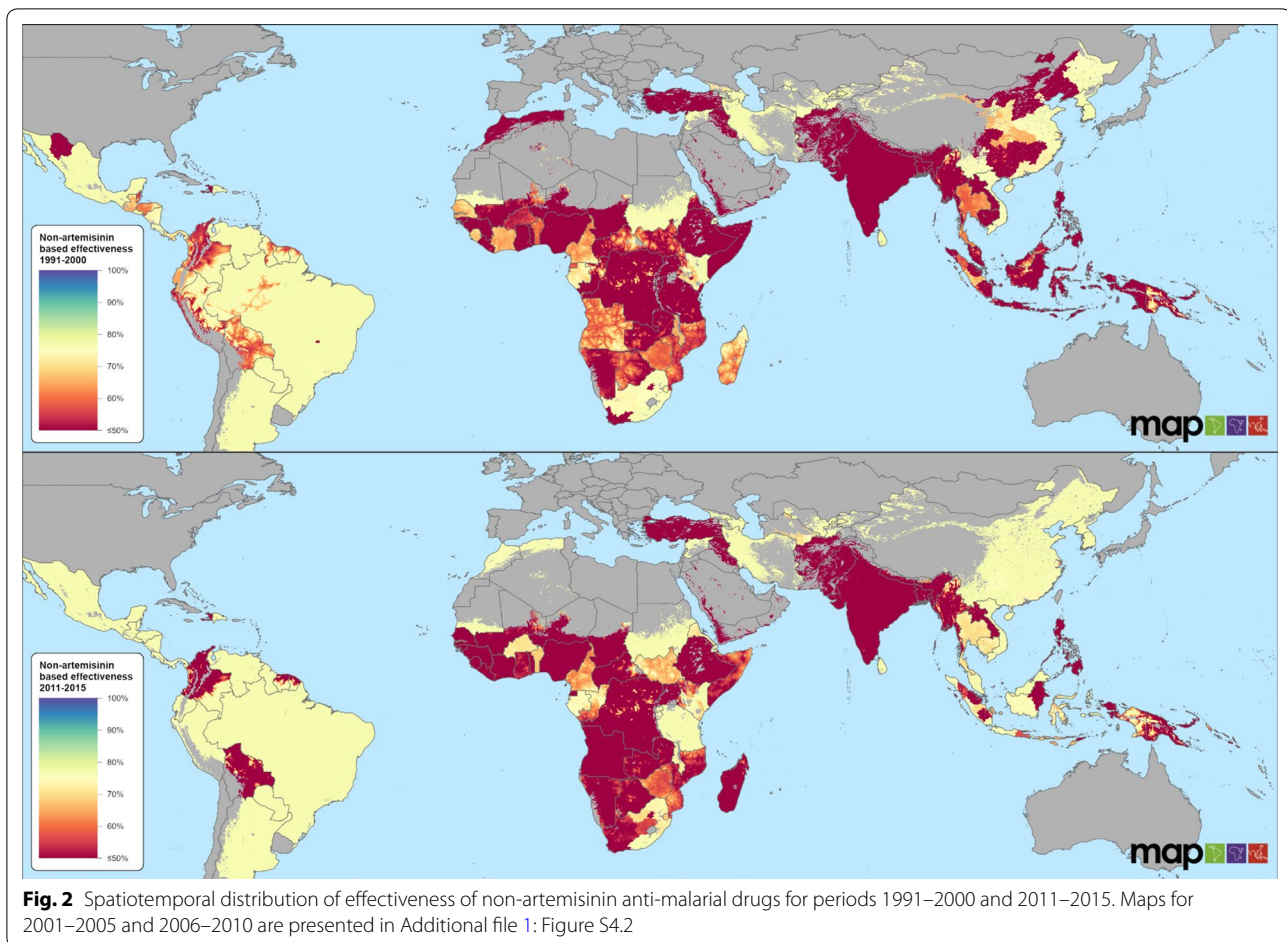 Non-artemisinin
based effectiveness
1991-2000
100%
90%
80%
70%
60%
≤50%
map
Non-artemisinin
based effectiveness
2011-2015
100%
90%
80%
70%
60%
≤50%
map
Fig. 2 Spatiotemporal distribution of effectiveness of non-artemisinin anti-malarial drugs for periods 1991–2000 and 2011–2015. Maps for
2001–2005 and 2006–2010 are presented in Additional file 1: Figure S4.2